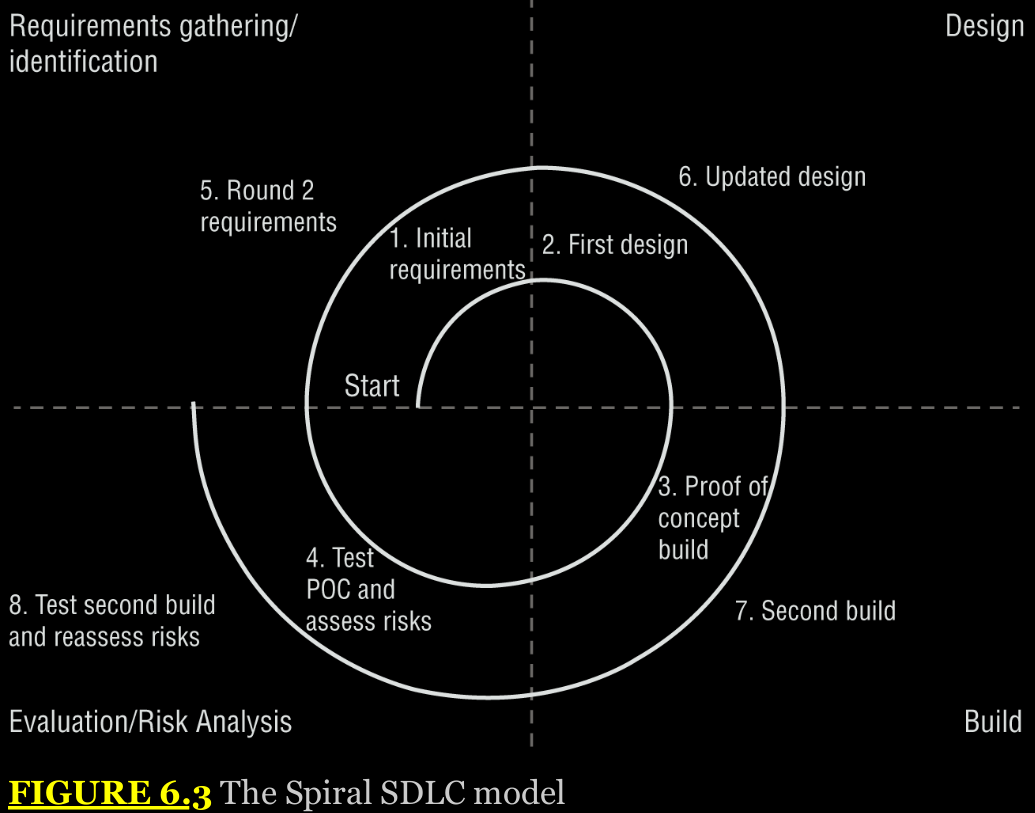 Requirements gathering/
identification
Design
5. Round 2
requirements
6. Updated design
1. Initial
requirements
2. First design
Start
3. Proof of
concept
build
4. Test
POC and
assess risks
8. Test second build
and reassess risks
7. Second build
Evaluation/Risk Analysis
Build
FIGURE 6.3 The Spiral SDLC model